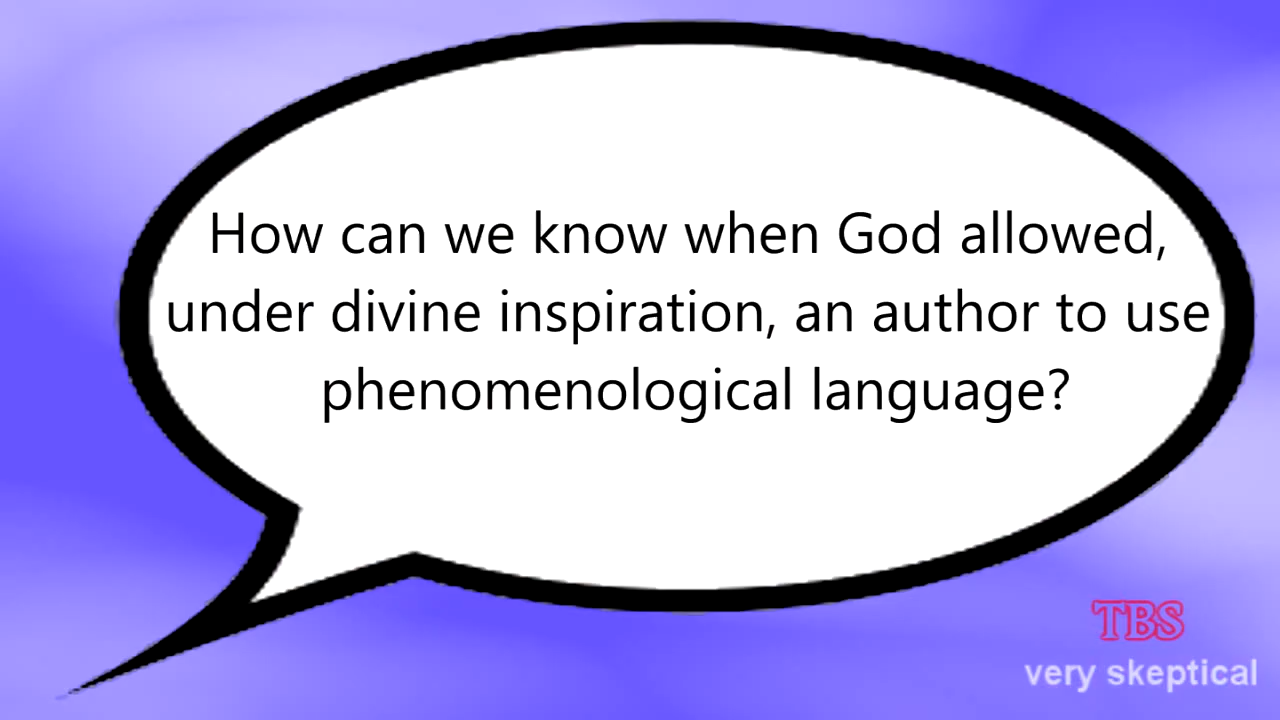 How can we know when God allowed,
under divine inspiration, an author to use
phenomenological language?
TBS
very skeptical